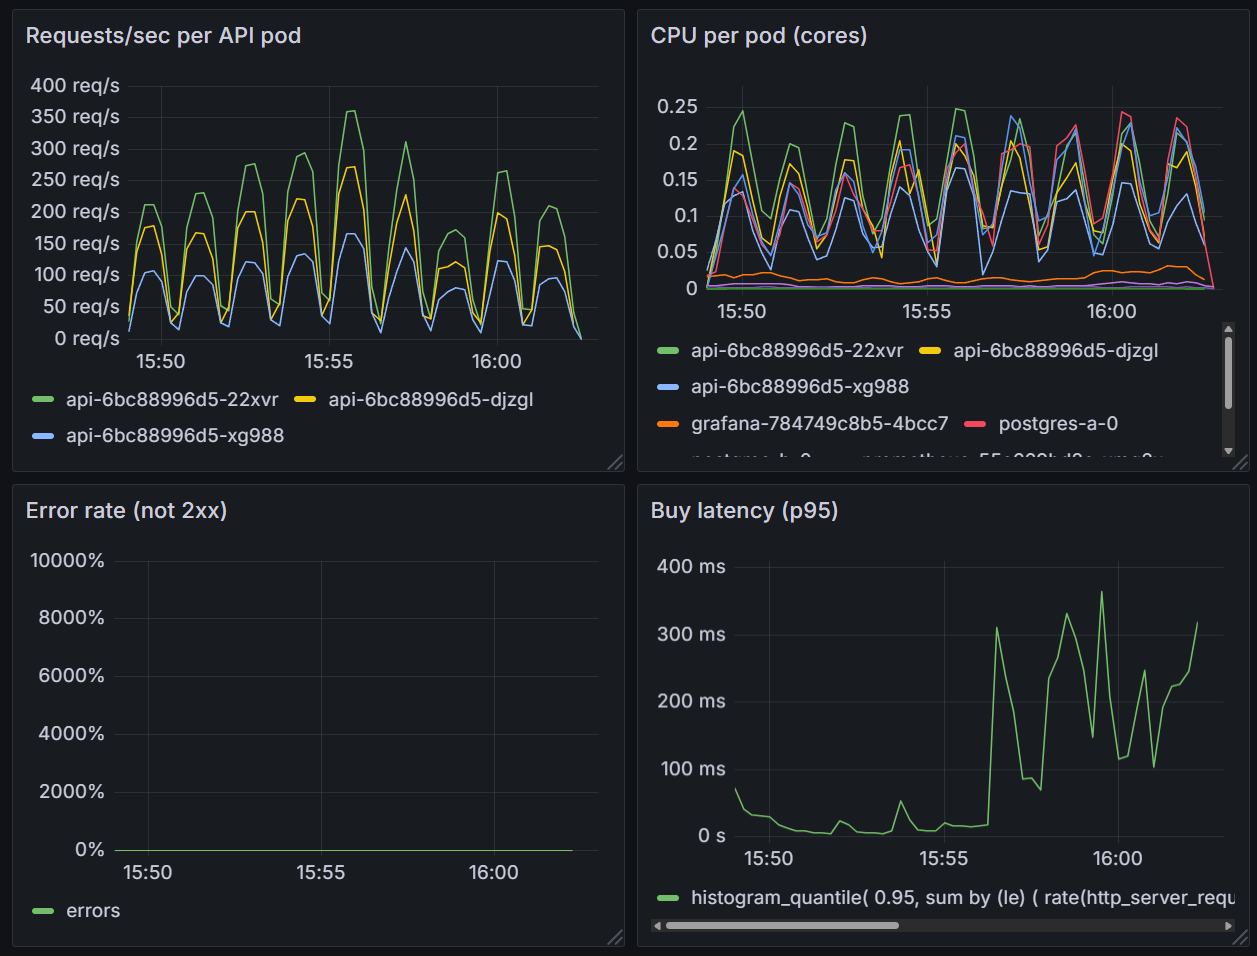 Requests/sec per API pod
400 req/s
350 req/s
300 req/s
250 req/s
200 req/s
150 req/s
100 req/s
50 req/s
0 req/s
15:50 15:55 16:00
api-6bc88996d5-22xvr api-6bc88996d5-djzgl
api-6bc88996d5-xg988
CPU per pod (cores)
0.25
0.2
0.15
0.1
0.05
0
15:50 15:55 16:00
api-6bc88996d5-22xvr api-6bc88996d5-djzgl
api-6bc88996d5-xg988
grafana-784749c8b5-4bcc7 postgres-a-0
Error rate (not 2xx)
10000%
8000%
6000%
4000%
2000%
0%
15:50 15:55 16:00
errors
Buy latency (p95)
400 ms
300 ms
200 ms
100 ms
0 s
15:50 15:55 16:00
histogram_quantile( 0.95, sum by (le) ( rate(http_server_requ